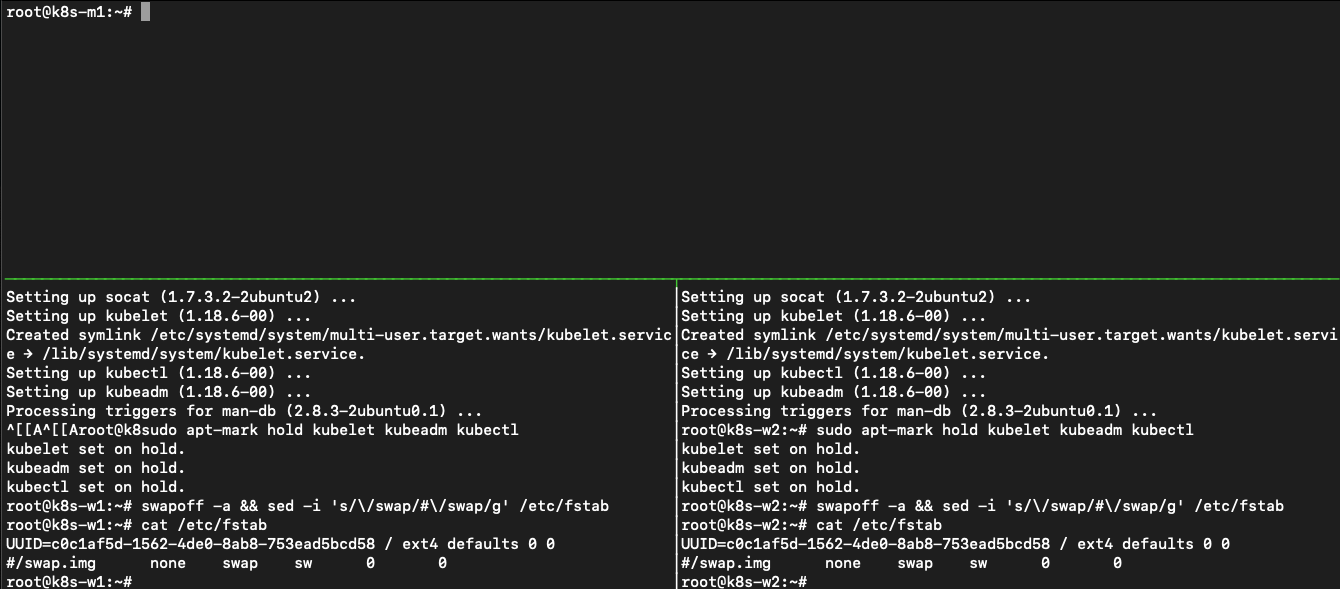 root@k8s-m1:~#
Setting up socat (1.7.3.2-2ubuntu2) ...
Setting up kubelet (1.18.6-00) ...
Created symlink /etc/systemd/system/multi-user.target.wants/kubelet.servic
e → /lib/systemd/system/kubelet.service.
Setting up kubectl (1.18.6-00) ...
Setting up kubeadm (1.18.6-00) ...
Processing triggers for man-db (2.8.3-2ubuntu0.1) ...
^[[A^[[Aroot@k8sudo apt-mark hold kubelet kubeadm kubectl
kubelet set on hold.
kubeadm set on hold.
kubectl set on hold.
root@k8s-w1:~# swapoff -a && sed -i 's/\/swap/#\/swap/g' /etc/fstab
root@k8s-w1:~# cat /etc/fstab
UUID=c0c1af5d-1562-4de0-8ab8-753ead5bcd58 / ext4 defaults 0 0
#/swap.img      none    swap    sw      0       0
root@k8s-w1:~#
Setting up socat (1.7.3.2-2ubuntu2) ...
Setting up kubelet (1.18.6-00) ...
Created symlink /etc/systemd/system/multi-user.target.wants/kubelet.servi
ce → /lib/systemd/system/kubelet.service.
Setting up kubectl (1.18.6-00) ...
Setting up kubeadm (1.18.6-00) ...
Processing triggers for man-db (2.8.3-2ubuntu0.1) ...
root@k8s-w2:~# sudo apt-mark hold kubelet kubeadm kubectl
kubelet set on hold.
kubeadm set on hold.
kubectl set on hold.
root@k8s-w2:~# swapoff -a && sed -i 's/\/swap/#\/swap/g' /etc/fstab
root@k8s-w2:~# cat /etc/fstab
UUID=c0c1af5d-1562-4de0-8ab8-753ead5bcd58 / ext4 defaults 0 0
#/swap.img      none    swap    sw      0       0
root@k8s-w2:~#